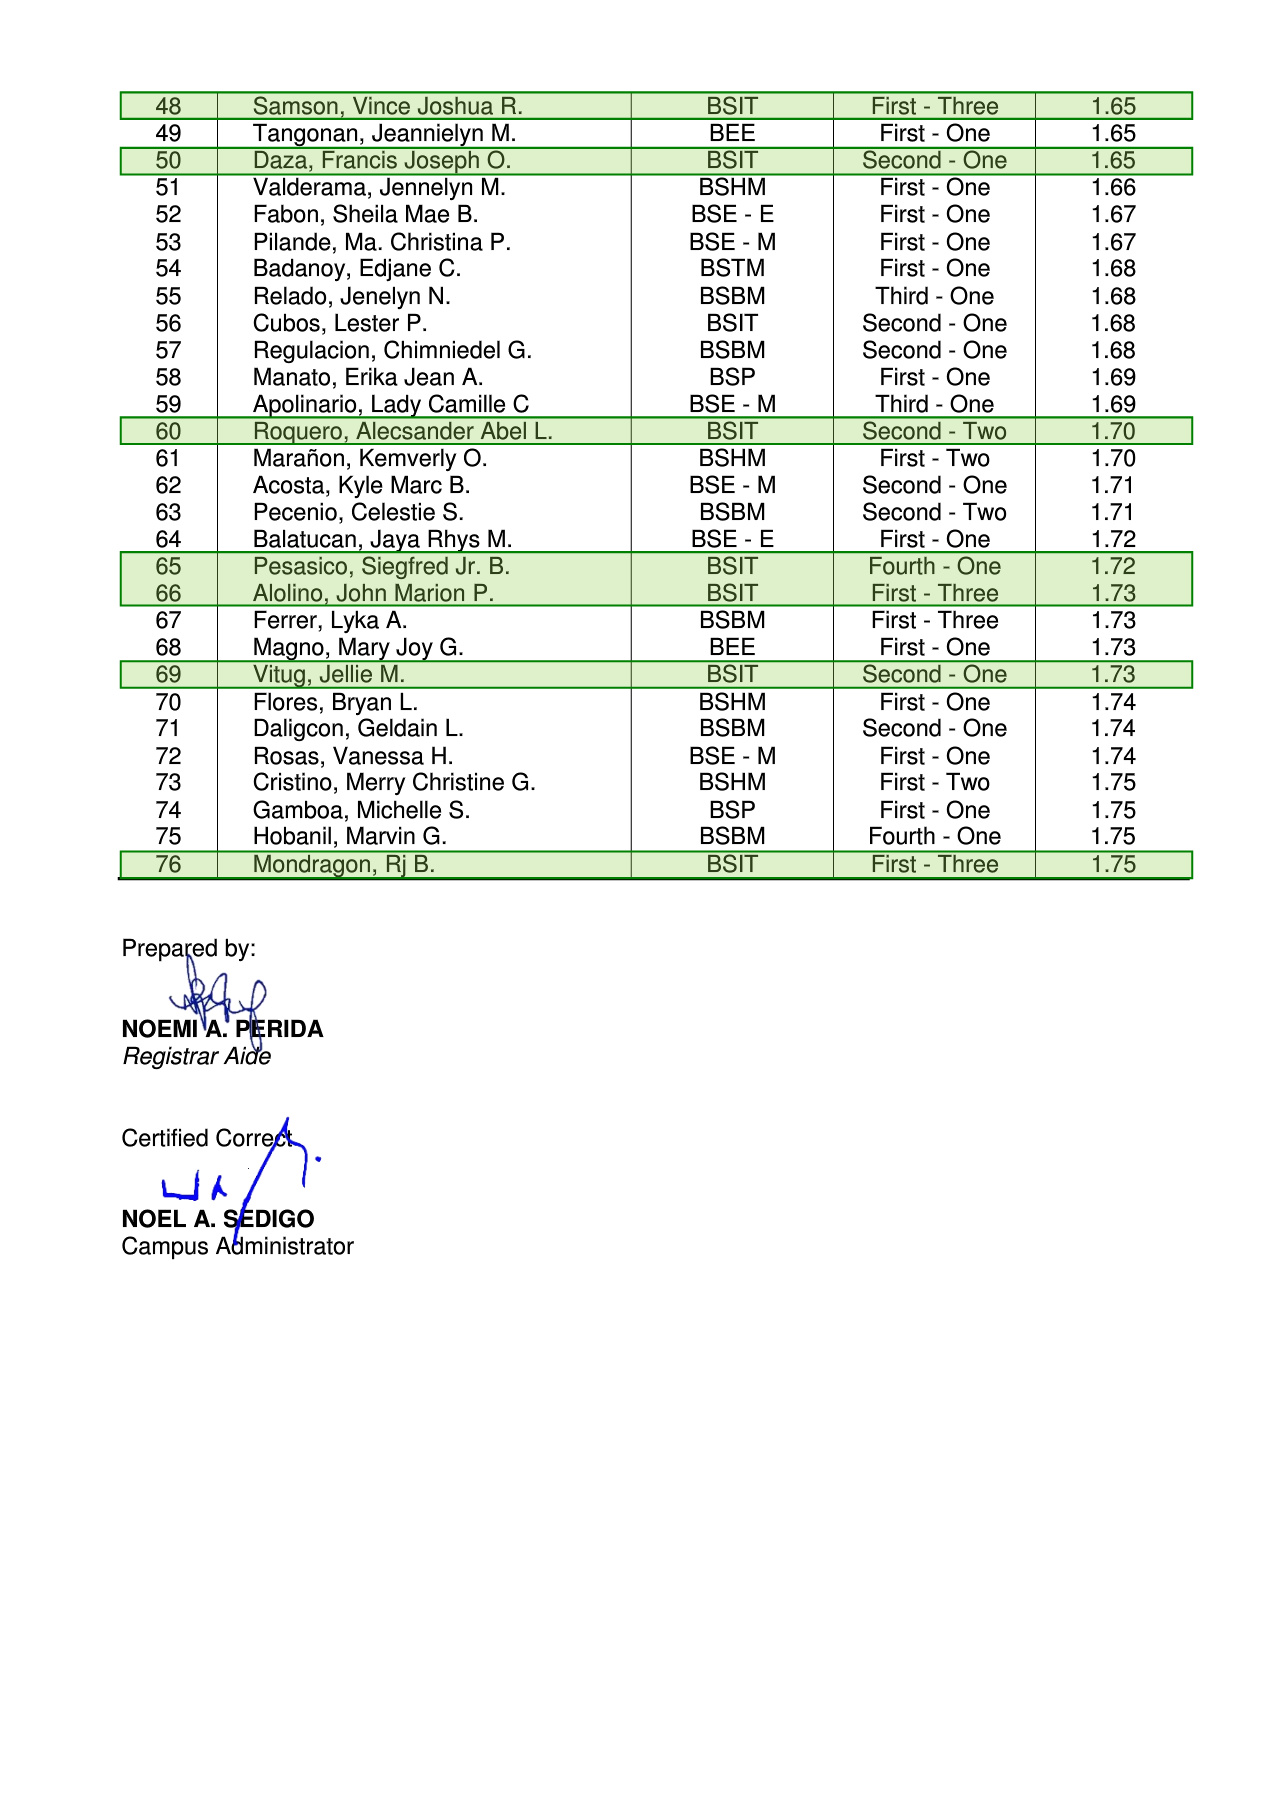 48 Samson, Vince Joshua R. BSIT First - Three 1.65
49 Tangonan, Jeannielyn M. BEE First - One 1.65
50 Daza, Francis Joseph O. BSIT Second - One 1.65
51 Valderama, Jennelyn M. BSHM First - One 1.66
52 Fabon, Sheila Mae B. BSE - E First - One 1.67
53 Pilande, Ma. Christina P. BSE - M First - One 1.67
54 Badanoy, Edjane C. BSTM First - One 1.68
55 Relado, Jenelyn N. BSBM Third - One 1.68
56 Cubos, Lester P. BSIT Second - One 1.68
57 Regulacion, Chimniedel G. BSBM Second - One 1.68
58 Manato, Erika Jean A. BSP First - One 1.69
59 Apolinario, Lady Camille C BSE - M Third - One 1.69
60 Roquero, Alecsander Abel L. BSIT Second - Two 1.70
61 Marañon, Kemverly O. BSHM First - Two 1.70
62 Acosta, Kyle Marc B. BSE - M Second - One 1.71
63 Pecenio, Celestie S. BSBM Second - Two 1.71
64 Balatucan, Jaya Rhys M. BSE - E First - One 1.72
65 Pesasico, Siegfred Jr. B. BSIT Fourth - One 1.72
66 Alolino, John Marion P. BSIT First - Three 1.73
67 Ferrer, Lyka A. BSBM First - Three 1.73
68 Magno, Mary Joy G. BEE First - One 1.73
69 Vitug, Jellie M. BSIT Second - One 1.73
70 Flores, Bryan L. BSHM First - One 1.74
71 Daligcon, Geldain L. BSBM Second - One 1.74
72 Rosas, Vanessa H. BSE - M First - One 1.74
73 Cristino, Merry Christine G. BSHM First - Two 1.75
74 Gamboa, Michelle S. BSP First - One 1.75
75 Hobanil, Marvin G. BSBM Fourth - One 1.75
76 Mondragon, Rj B. BSIT First - Three 1.75
Prepared by:
NOEMI A. PERIDA
Registrar Aide
Certified Correct
NOEL A. SEDIGO
Campus Administrator